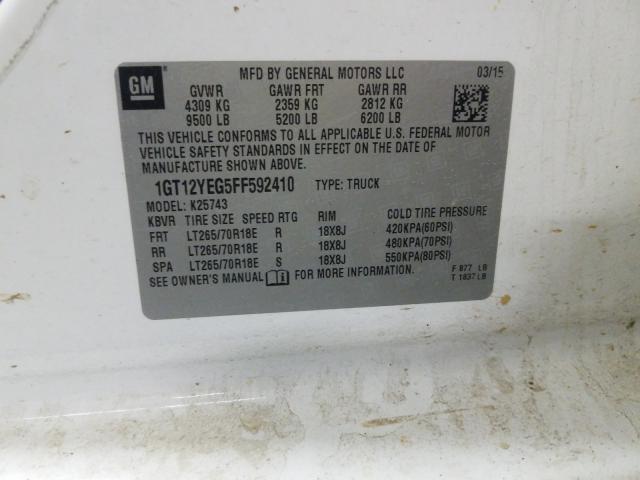 GM
MFD BY GENERAL MOTORS LLC 03/15
GVWR GAWR FRT GAWR RR
4309 KG 2359 KG 2812 KG
9500 LB 5200 LB 6200 LB
THIS VEHICLE CONFORMS TO ALL APPLICABLE U.S. FEDERAL MOTOR
VEHICLE SAFETY STANDARDS IN EFFECT ON THE DATE OF
MANUFACTURE SHOWN ABOVE.
1GT12YEG5FF592410 TYPE: TRUCK
MODEL: K25743
KBVR TIRE SIZE SPEED RTG RIM COLD TIRE PRESSURE
FRT LT265/70R18E R 18X8J 420KPA(60PSI)
RR LT265/70R18E R 18X8J 480KPA(70PSI)
SPA LT265/70R18E S 18X8J 550KPA(80PSI)
SEE OWNER'S MANUAL FOR MORE INFORMATION. F 877 LB
T 1837 LB